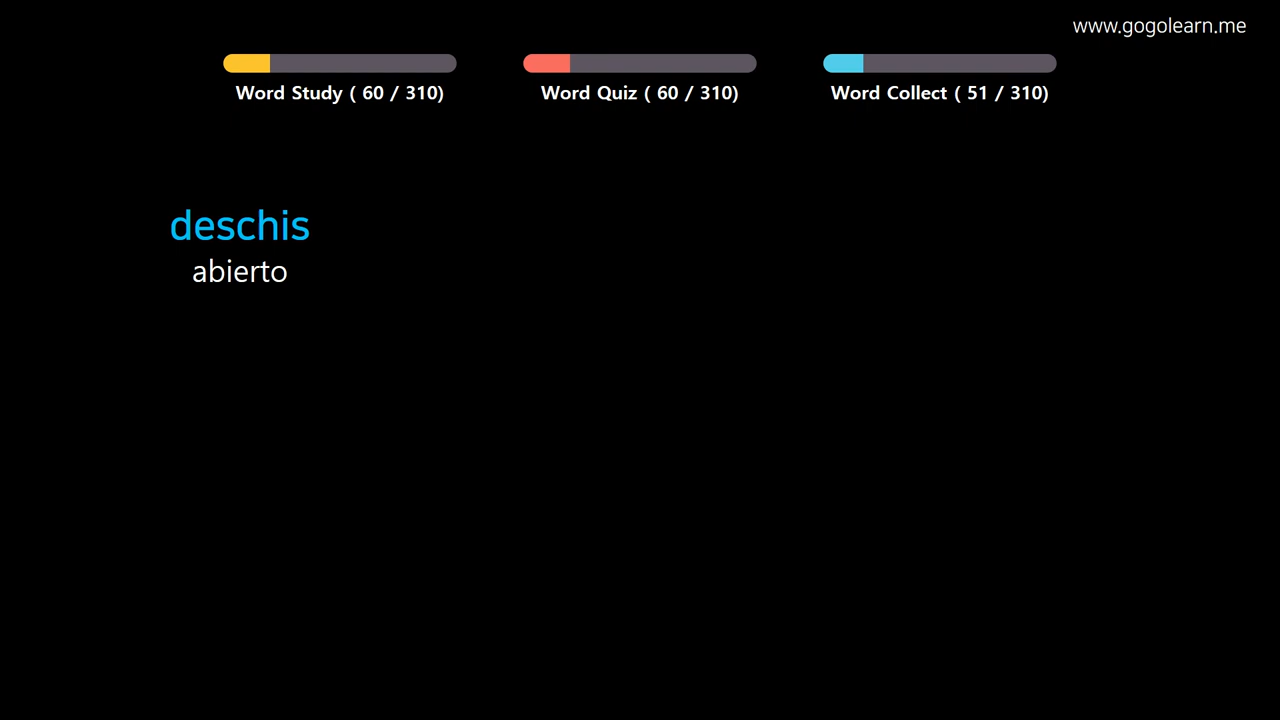 www.gogolearn.me
Word Study ( 60 / 310)
Word Quiz ( 60 / 310)
Word Collect ( 51 / 310)
deschis
abierto